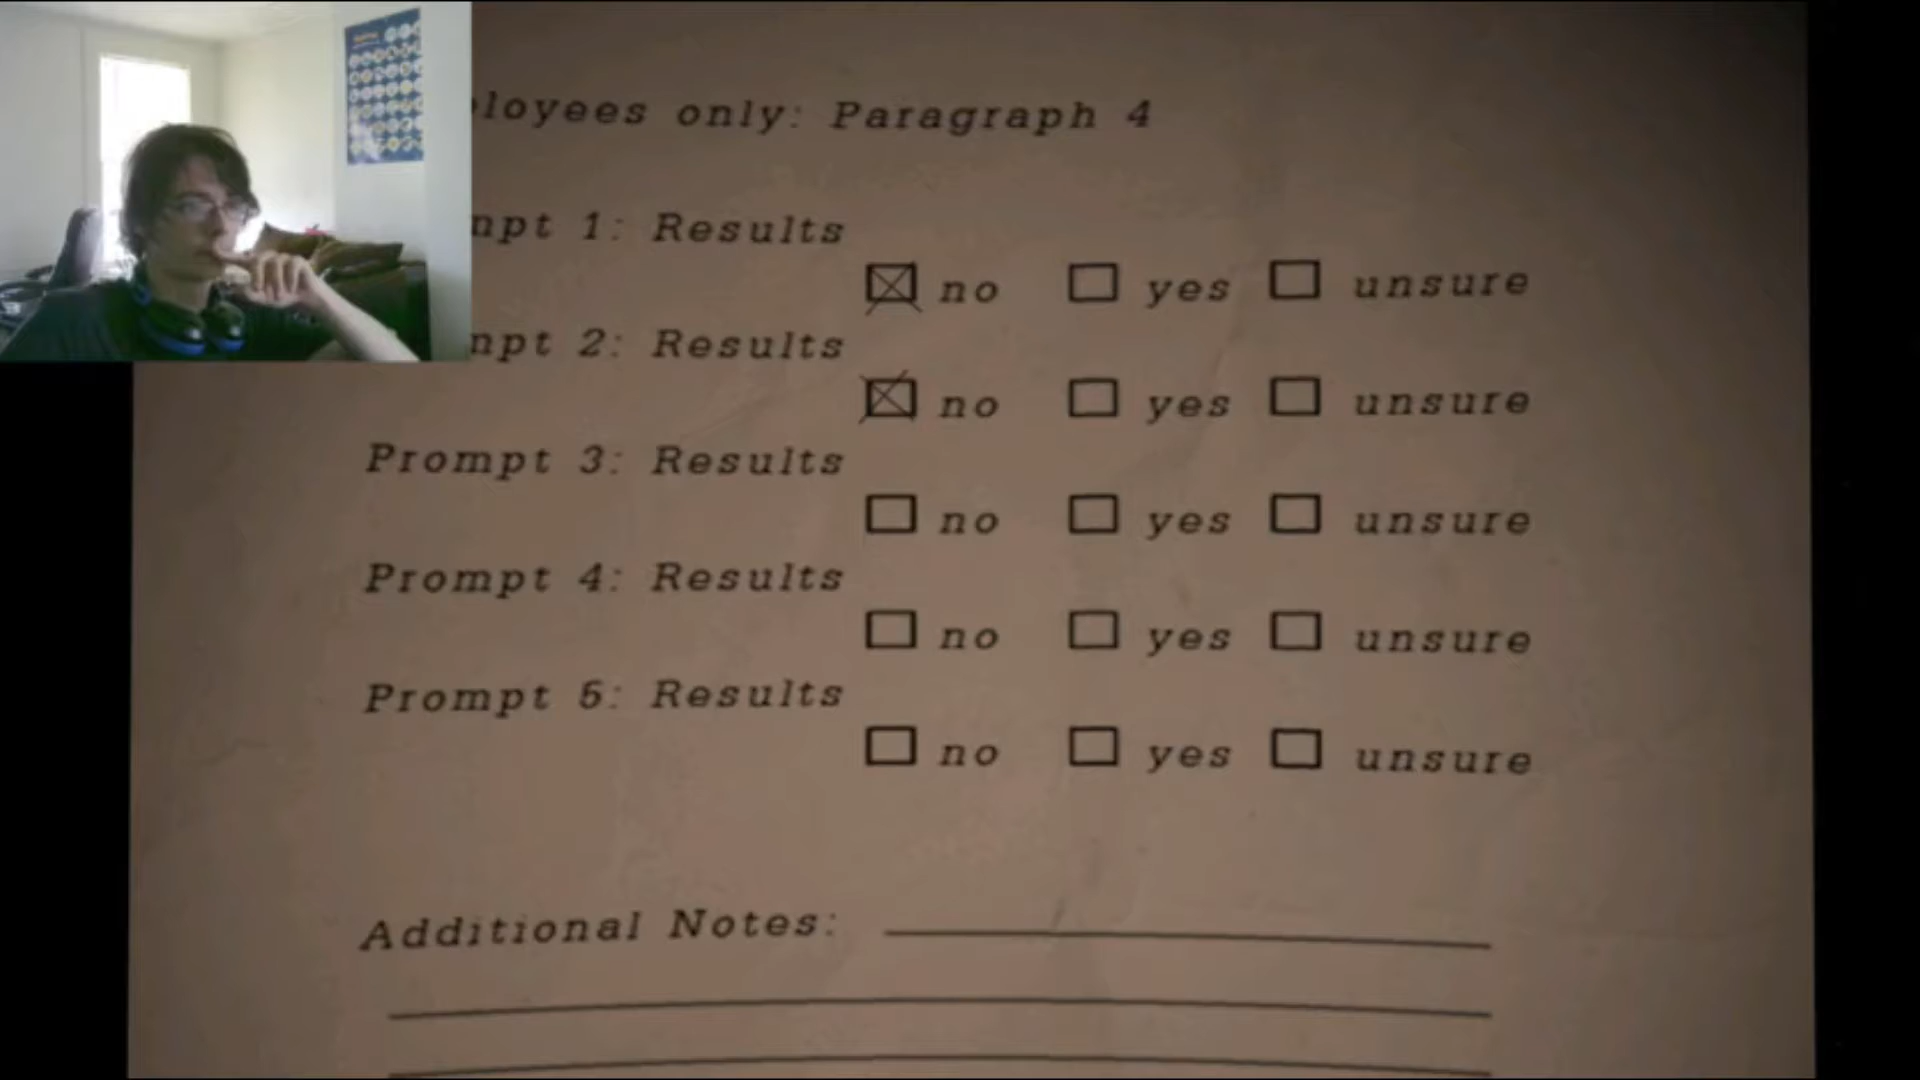 ployees only: Paragraph 4
mpt 1: Results
no yes unsure
mpt 2: Results
no yes unsure
Prompt 3: Results
no yes unsure
Prompt 4: Results
no yes unsure
Prompt 5: Results
no yes unsure
Additional Notes: